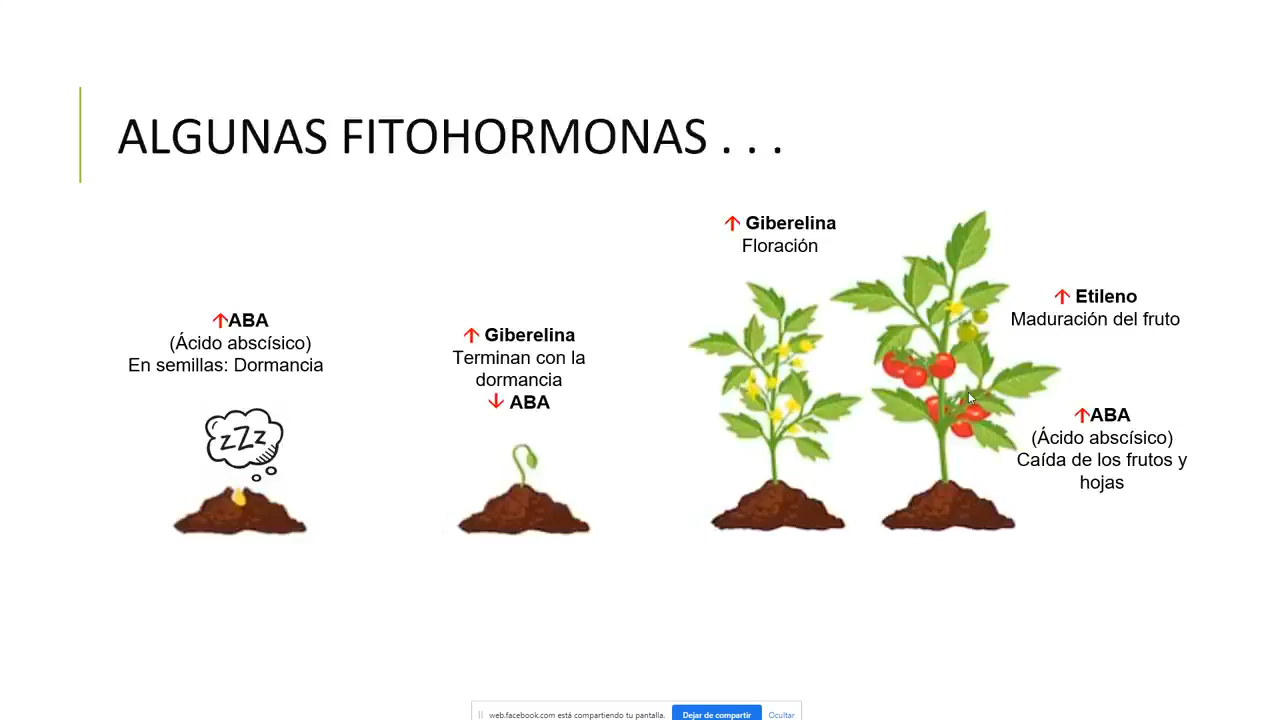 ALGUNAS FITOHORMONAS . . .
↑ABA
(Ácido abscísico)
En semillas: Dormancia
zZz
↑ Giberelina
Terminan con la
dormancia
↓ ABA
↑ Giberelina
Floración
↑ Etileno
Maduración del fruto
↑ABA
(Ácido abscísico)
Caída de los frutos y
hojas
web.facebook.com está compartiendo tu pantalla.
Dejar de compartir
Ocultar